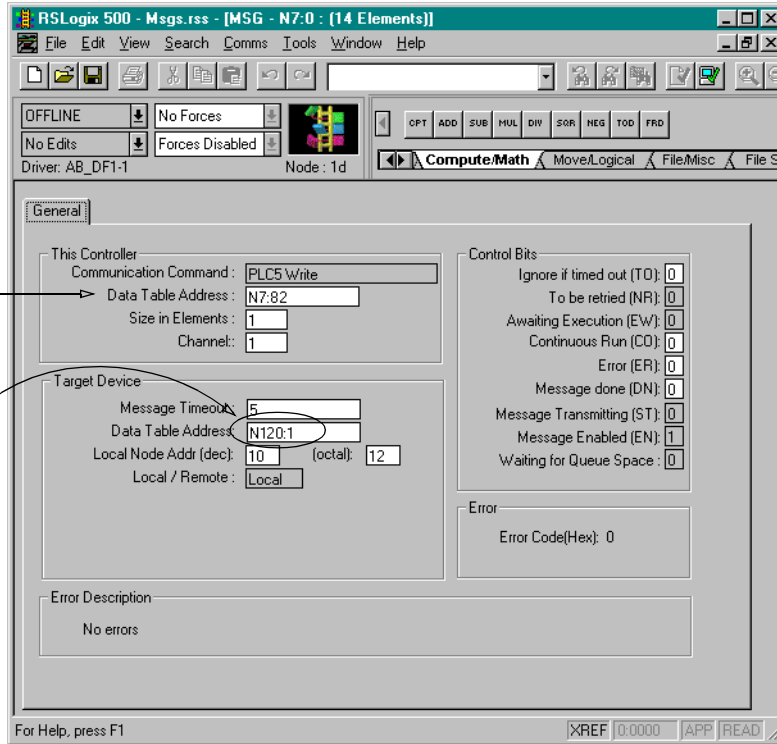 RSLogix 500 - Msgs.rss - [MSG - N7:0 : (14 Elements)]
File Edit View Search Comms Tools Window Help
OFFLINE No Forces
No Edits Forces Disabled
Driver: AB_DF1-1 Node : 1d
CPT ADD SUB MUL DIV SQR NEG TOD FRD
Compute/Math Move/Logical File/Misc File S
General
This Controller
Communication Command : PLC5 Write
Data Table Address : N7:82
Size in Elements : 1
Channel:: 1
Target Device
Message Timeout : 5
Data Table Address: N120:1
Local Node Addr (dec): 10 (octal): 12
Local / Remote : Local
Control Bits
Ignore if timed out (TO): 0
To be retried (NR): 0
Awaiting Execution (EW): 0
Continuous Run (CO): 0
Error (ER): 0
Message done (DN): 0
Message Transmitting (ST): 0
Message Enabled (EN): 1
Waiting for Queue Space : 0
Error
Error Code(Hex): 0
Error Description
No errors
For Help, press F1 XREF 0:0000 APP READ